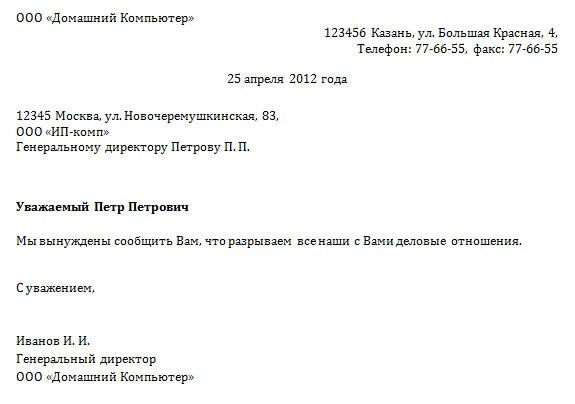 ООО «Домашний Компьютер»
123456 Казань, ул. Большая Красная, 4,
Телефон: 77-66-55, факс: 77-66-55
25 апреля 2012 года
12345 Москва, ул. Новочеремушкинская, 83,
ООО «ИП-комп»
Генеральному директору Петрову П. П.
Уважаемый Петр Петрович
Мы вынуждены сообщить Вам, что разрываем все наши с Вами деловые отношения.
С уважением,
Иванов И. И.
Генеральный директор
ООО «Домашний Компьютер»